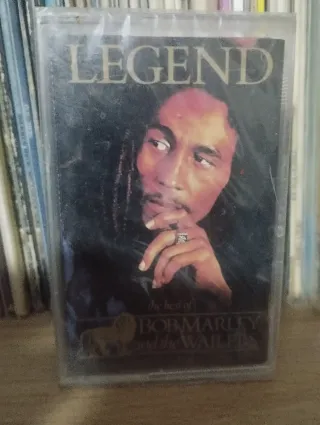 LEGEND
the best of
BOB MARLEY
and the WAILERS